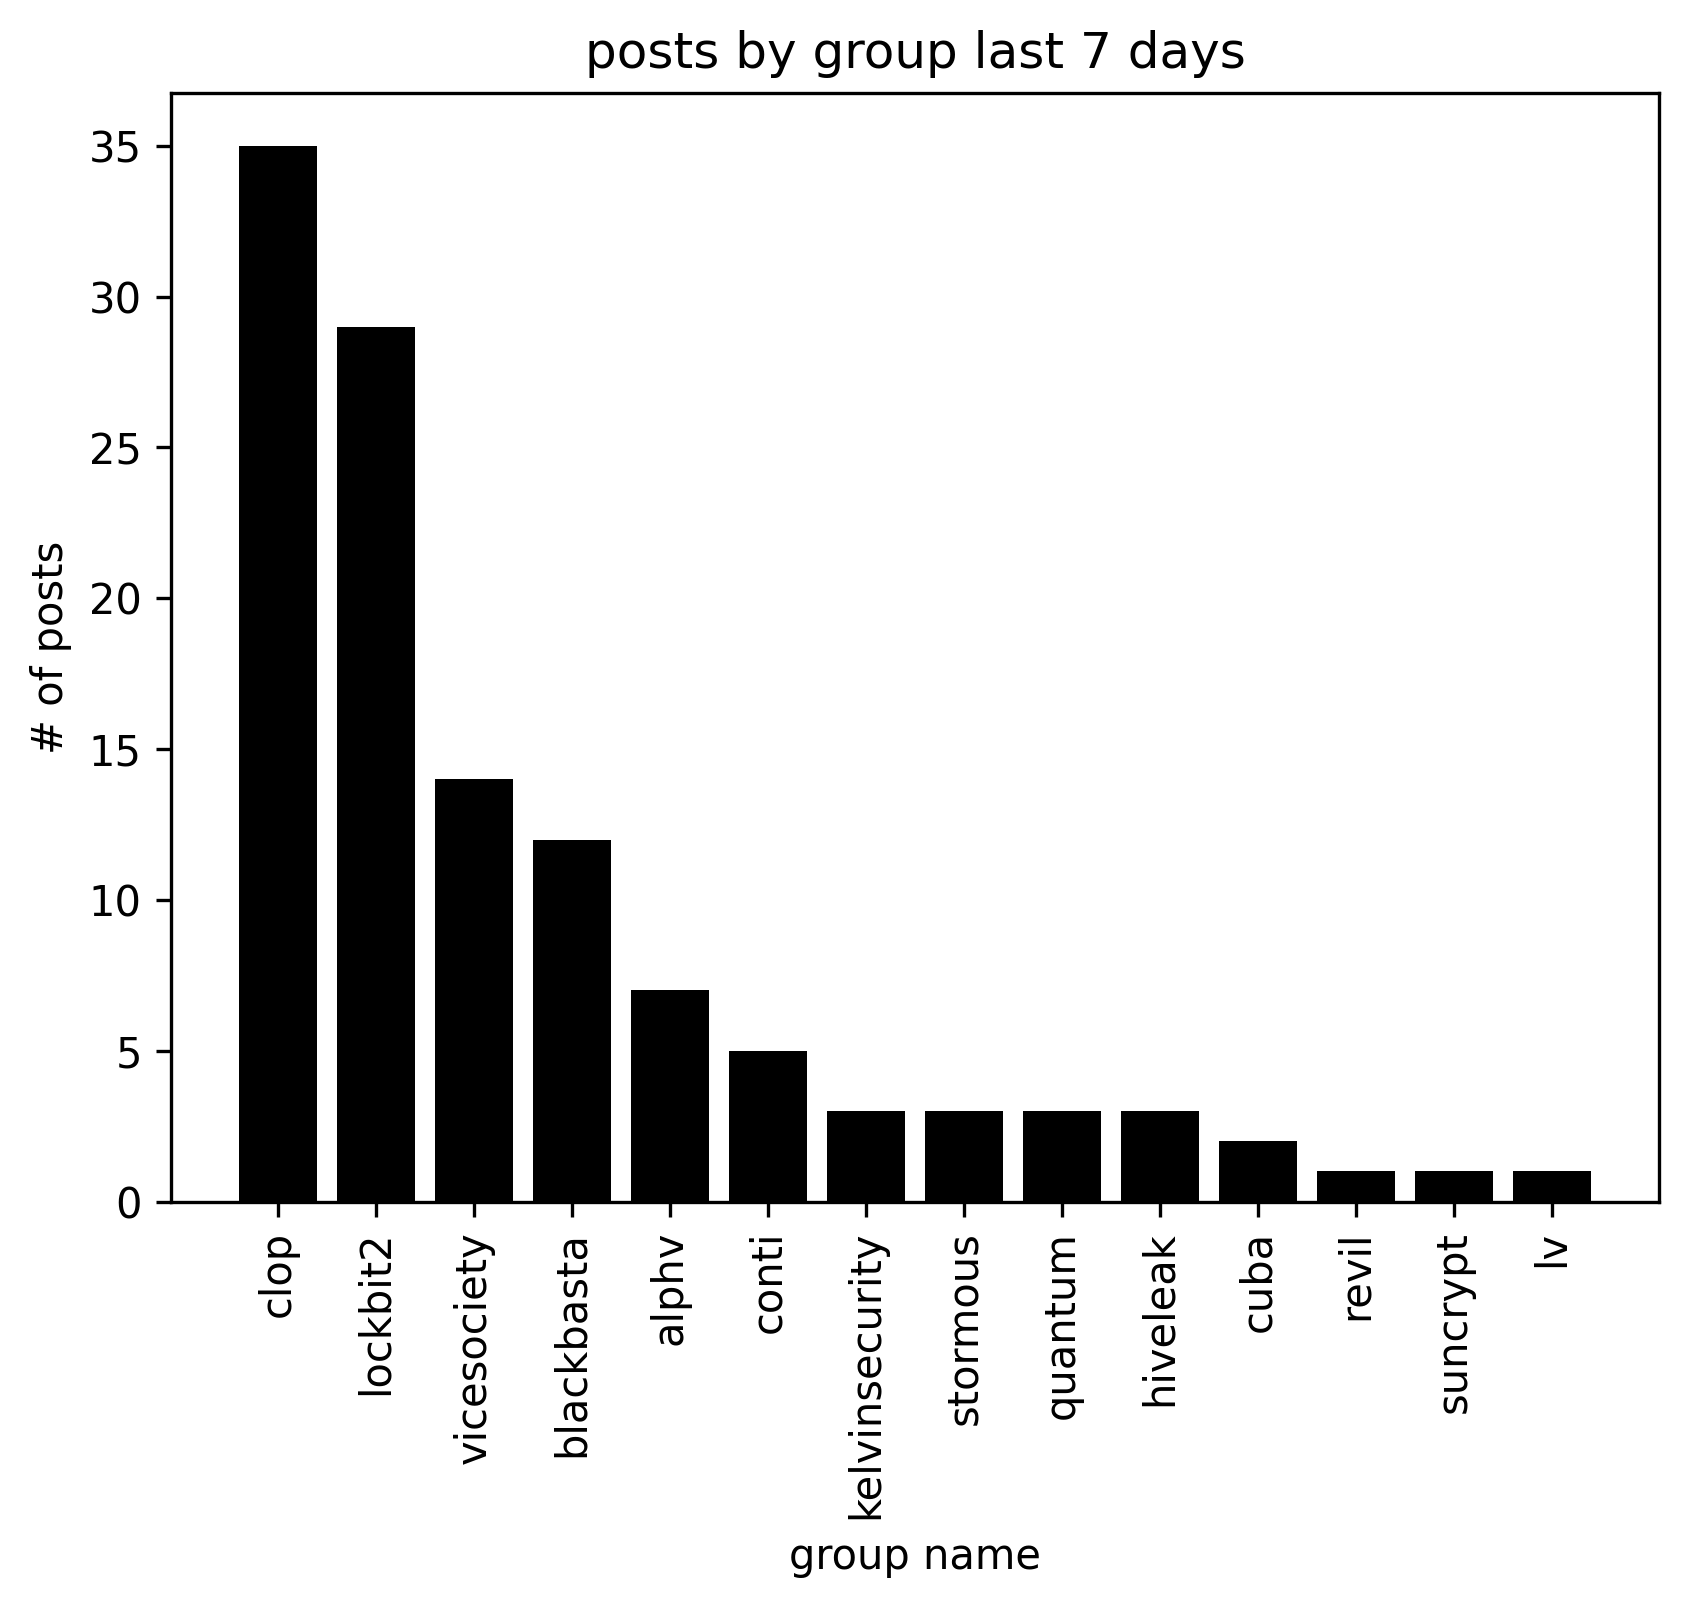 posts by group last 7 days
# of posts
35
30
25
20
15
10
5
0
clop
lockbit2
vicesociety
blackbasta
alphv
conti
kelvinsecurity
stormous
quantum
hiveleak
cuba
revil
suncrypt
lv
group name